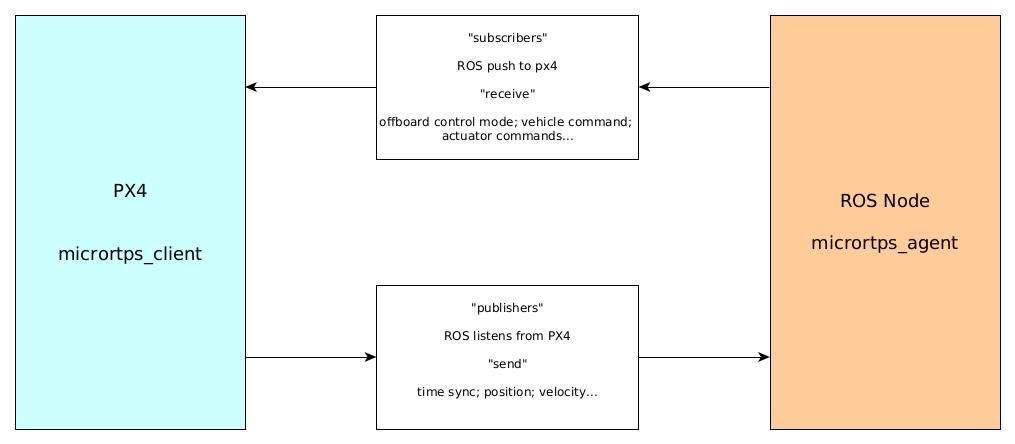 PX4
micrortps_client
"subscribers"
ROS push to px4
"receive"
offboard control mode; vehicle command;
actuator commands...
"publishers"
ROS listens from PX4
"send"
time sync; position; velocity...
ROS Node
micrortps_agent